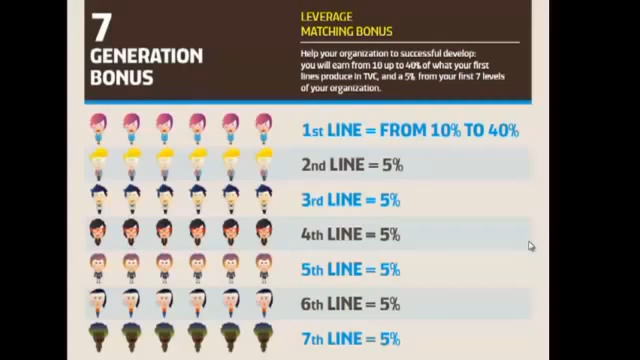 7
GENERATION
BONUS
LEVERAGE
MATCHING BONUS
Help your organization to successful develop:
you will earn from 10 up to 40% of what your first
lines produce in TVC, and a 5% from your first 7 levels
of your organization.
1st LINE = FROM 10% TO 40%
2nd LINE = 5%
3rd LINE = 5%
4th LINE = 5%
5th LINE = 5%
6th LINE = 5%
7th LINE = 5%